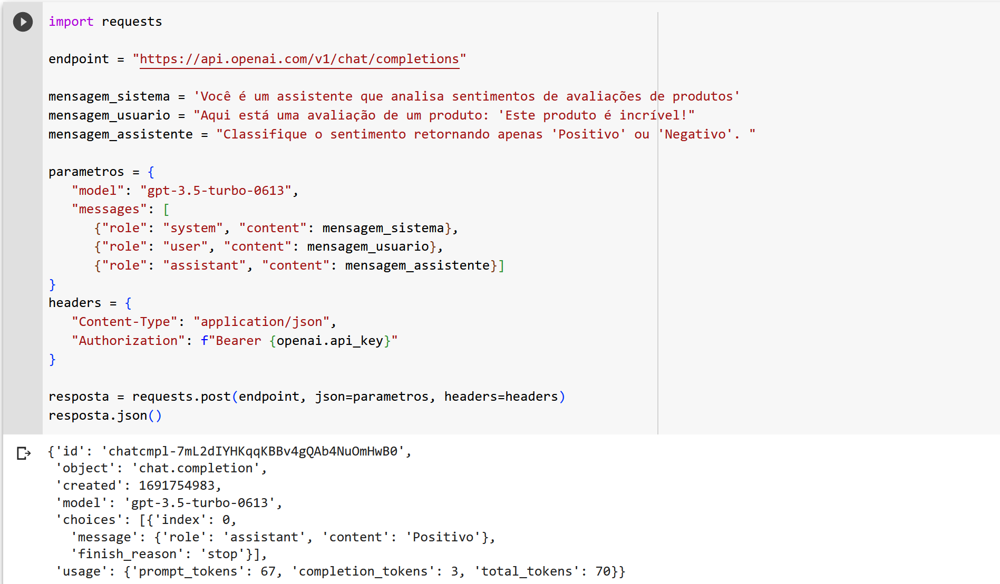 import requests
endpoint = "https://api.openai.com/v1/chat/completions"
mensagem_sistema = 'Você é um assistente que analisa sentimentos de avaliações de produtos'
mensagem_usuario = "Aqui está uma avaliação de um produto: 'Este produto é incrível!"
mensagem_assistente = "Classifique o sentimento retornando apenas 'Positivo' ou 'Negativo'. "
parametros = {
   "model": "gpt-3.5-turbo-0613",
   "messages": [
      {"role": "system", "content": mensagem_sistema},
      {"role": "user", "content": mensagem_usuario},
      {"role": "assistant", "content": mensagem_assistente}]
}
headers = {
   "Content-Type": "application/json",
   "Authorization": f"Bearer {openai.api_key}"
}
resposta = requests.post(endpoint, json=parametros, headers=headers)
resposta.json()
{'id': 'chatcmpl-7mL2dIYHKqqKBBv4gQAb4NuOmHwB0',
 'object': 'chat.completion',
 'created': 1691754983,
 'model': 'gpt-3.5-turbo-0613',
 'choices': [{'index': 0,
   'message': {'role': 'assistant', 'content': 'Positivo'},
   'finish_reason': 'stop'}],
 'usage': {'prompt_tokens': 67, 'completion_tokens': 3, 'total_tokens': 70}}